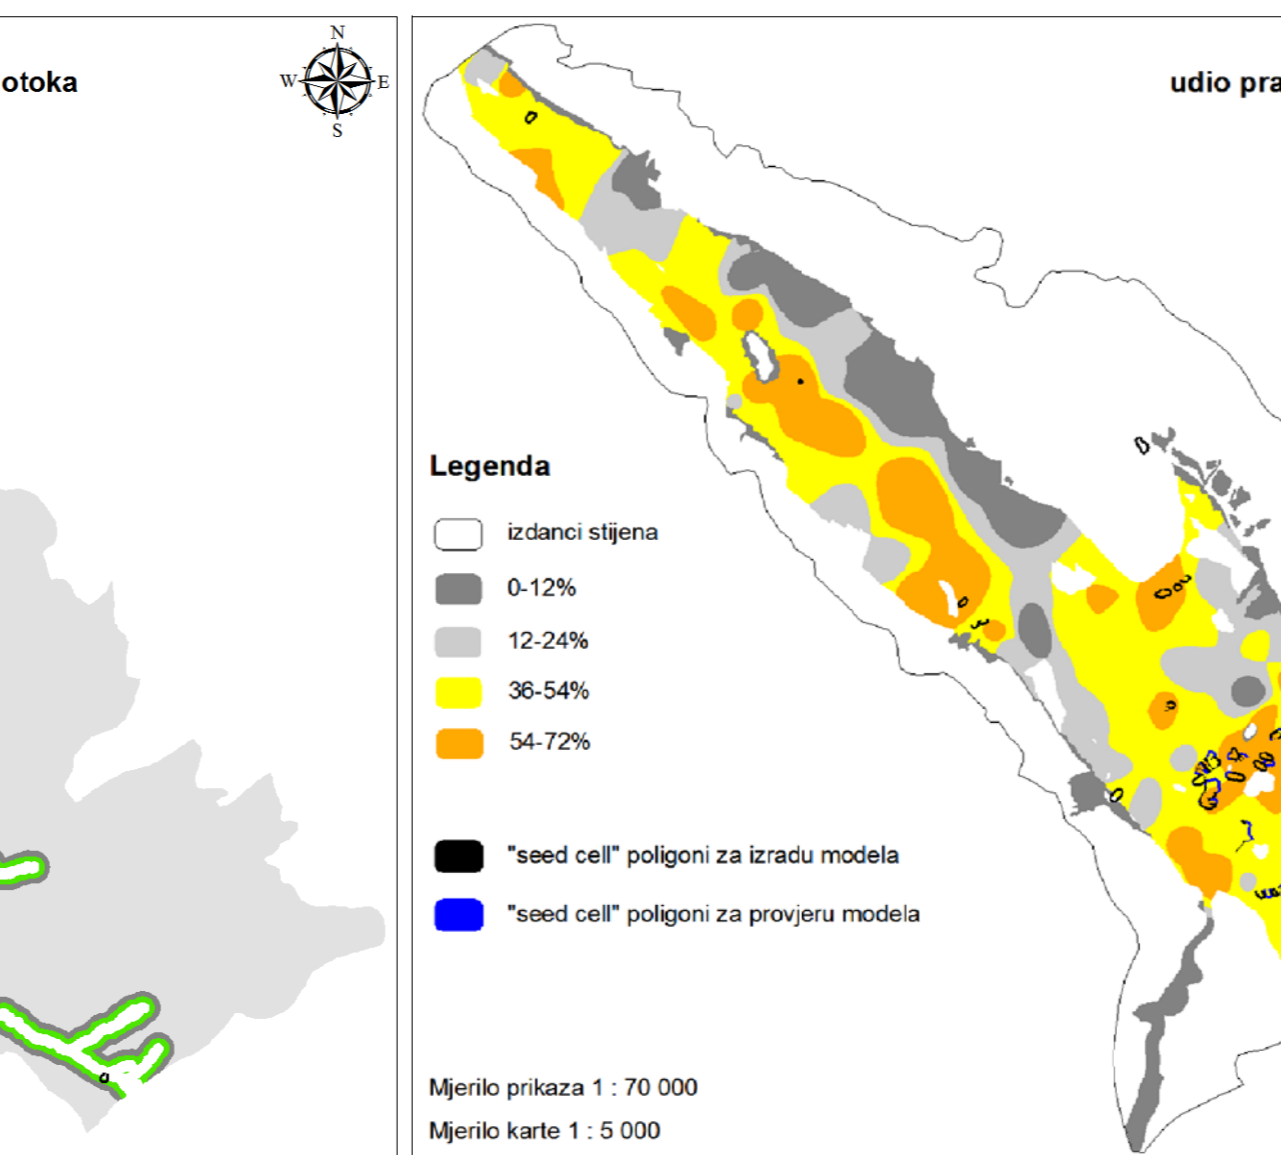 otoka
N
W E
S
udio pra
Legenda
izdanci stijena
0-12%
12-24%
36-54%
54-72%
"seed cell" poligoni za izradu modela
"seed cell" poligoni za provjeru modela
Mjerilo prikaza 1 : 70 000
Mjerilo karte 1 : 5 000